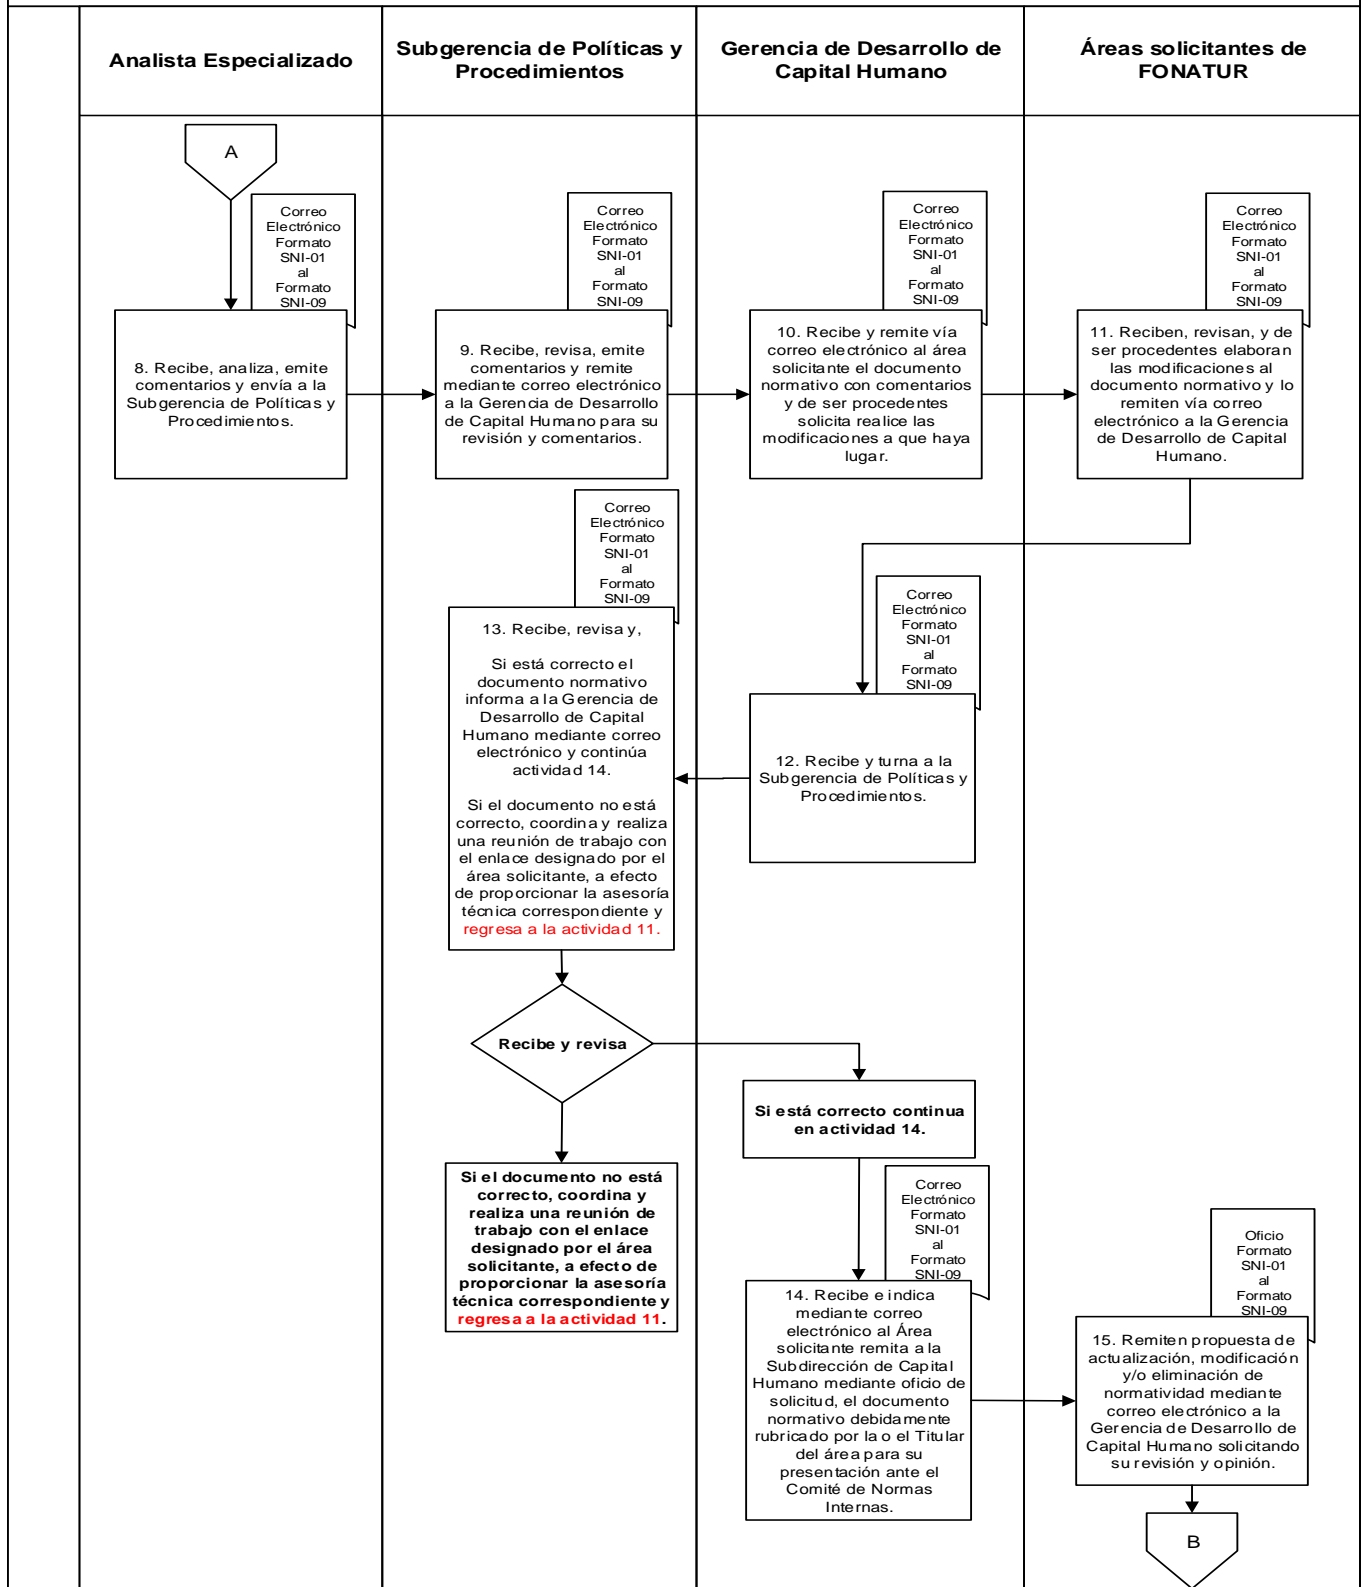 Analista Especializado
Subgerencia de Políticas y
Procedimientos
Gerencia de Desarrollo de
Capital Humano
Áreas solicitantes de
FONATUR
A
Correo
Electrónico
Formato
SNI-01
al
Formato
SNI-09
8. Recibe, analiza, emite
comentarios y envía a la
Subgerencia de Políticas y
Procedimientos.
Correo
Electrónico
Formato
SNI-01
al
Formato
SNI-09
9. Recibe, revisa, emite
comentarios y remite
mediante correo electrónico
a la Gerencia de Desarrollo
de Capital Humano para su
revisión y comentarios.
Correo
Electrónico
Formato
SNI-01
al
Formato
SNI-09
10. Recibe y remite vía
correo electrónico al área
solicitante el documento
normativo con comentarios
y de ser procedentes
solicita realice las
modificaciones a que haya
lugar.
Correo
Electrónico
Formato
SNI-01
al
Formato
SNI-09
11. Reciben, revisan, y de
ser procedentes elaboran
las modificaciones al
documento normativo y lo
remiten vía correo
electrónico a la Gerencia
de Desarrollo de Capital
Humano.
Correo
Electrónico
Formato
SNI-01
al
Formato
SNI-09
12. Recibe y turna a la
Subgerencia de Políticas y
Procedimientos.
Correo
Electrónico
Formato
SNI-01
al
Formato
SNI-09
13. Recibe, revisa y,
Si está correcto el
documento normativo
informa a la Gerencia de
Desarrollo de Capital
Humano mediante correo
electrónico y continúa
actividad 14.
Si el documento no está
correcto, coordina y realiza
una reunión de trabajo con
el enlace designado por el
área solicitante, a efecto
de proporcionar la asesoría
técnica correspondiente y
regresa a la actividad 11.
Recibe y revisa
Si el documento no está
correcto, coordina y
realiza una reunión de
trabajo con el enlace
designado por el área
solicitante, a efecto de
proporcionar la asesoría
técnica correspondiente y
regresa a la actividad 11.
Si está correcto continua
en actividad 14.
Correo
Electrónico
Formato
SNI-01
al
Formato
SNI-09
14. Recibe e indica
mediante correo
electrónico al Área
solicitante remita a la
Subdirección de Capital
Humano mediante oficio de
solicitud, el documento
normativo debidamente
rubricado por la o el Titular
del área para su
presentación ante el
Comité de Normas
Internas.
Oficio
Formato
SNI-01
al
Formato
SNI-09
15. Remiten propuesta de
actualización, modificación
y/o eliminación de
normatividad mediante
correo electrónico a la
Gerencia de Desarrollo de
Capital Humano solicitando
su revisión y opinión.
B